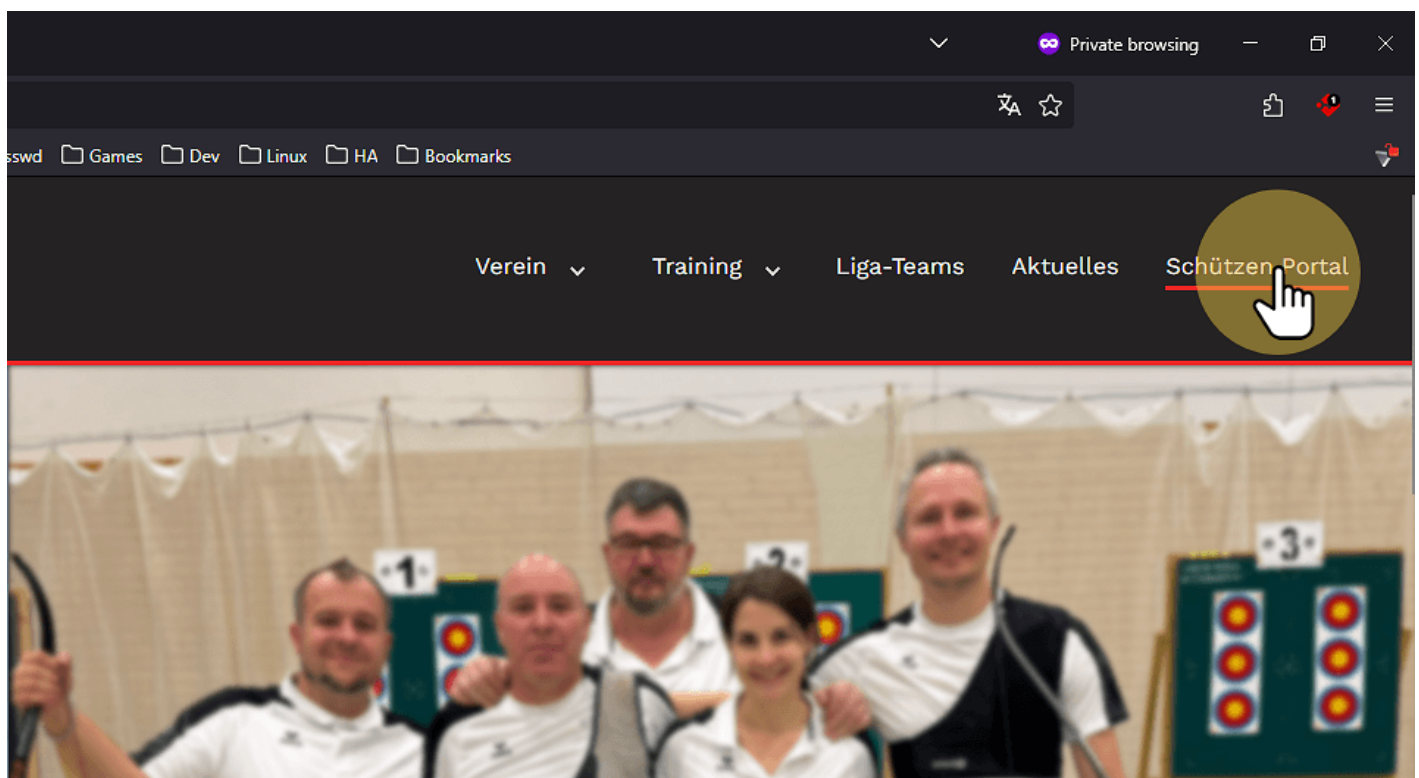 Private browsing
sswd Games Dev Linux HA Bookmarks
Verein Training Liga-Teams Aktuelles Schützen-Portal
1 2 3